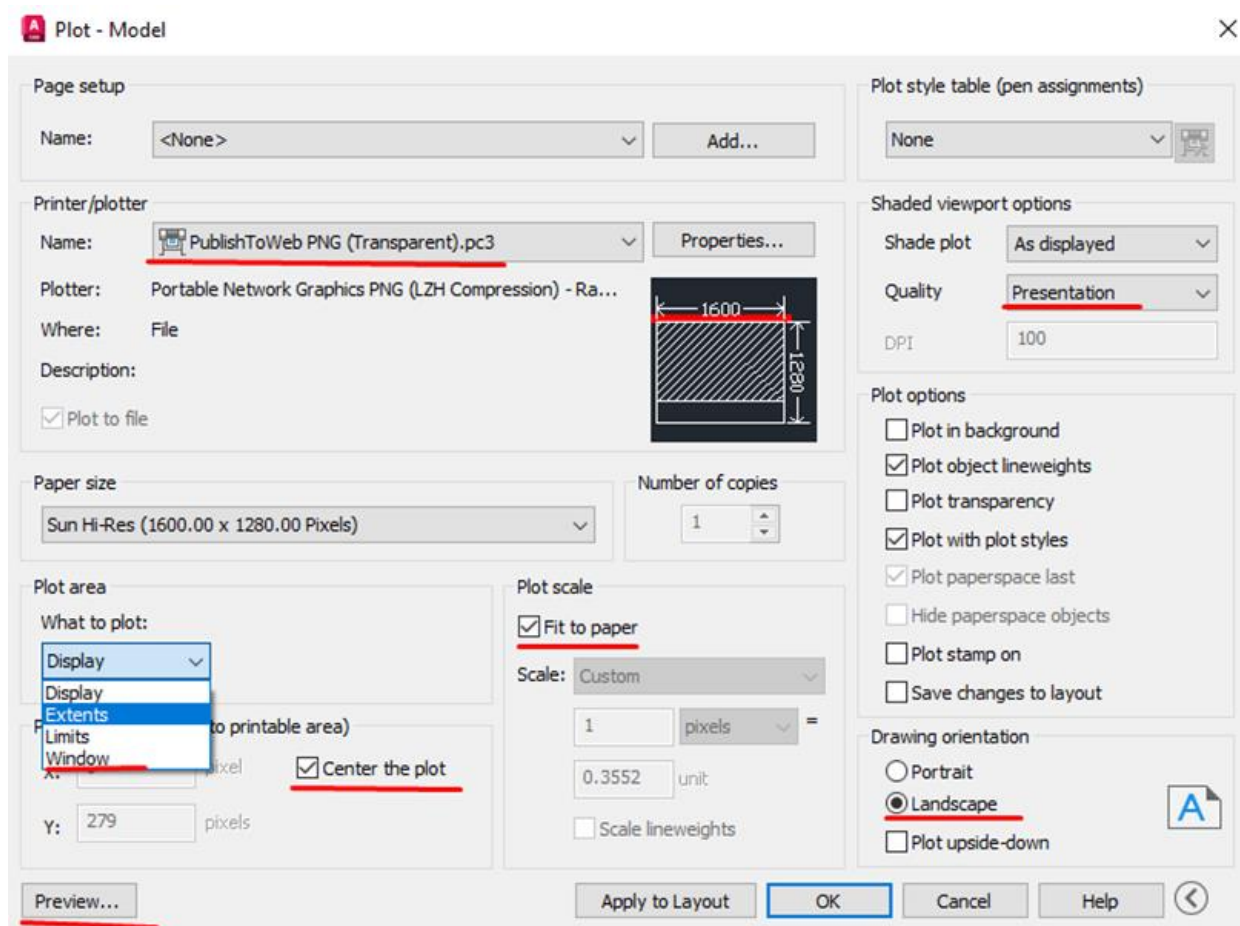 Plot - Model
Page setup
Name: <None> Add...
Printer/plotter
Name: PublishToWeb PNG (Transparent).pc3 Properties...
Plotter: Portable Network Graphics PNG (LZH Compression) - Ra...
Where: File
Description:
Plot to file
1600
1280
Paper size
Sun Hi-Res (1600.00 x 1280.00 Pixels)
Number of copies
1
Plot area
What to plot:
Display
Display
Extents
Limits
Window
to printable area)
X: pixel
Center the plot
Y: 279 pixels
Plot scale
Fit to paper
Scale: Custom
1 pixels =
0.3552 unit
Scale lineweights
Plot style table (pen assignments)
None
Shaded viewport options
Shade plot As displayed
Quality Presentation
DPI 100
Plot options
Plot in background
Plot object lineweights
Plot transparency
Plot with plot styles
Plot paperspace last
Hide paperspace objects
Plot stamp on
Save changes to layout
Drawing orientation
Portrait
Landscape
Plot upside-down
A
Preview... Apply to Layout OK Cancel Help